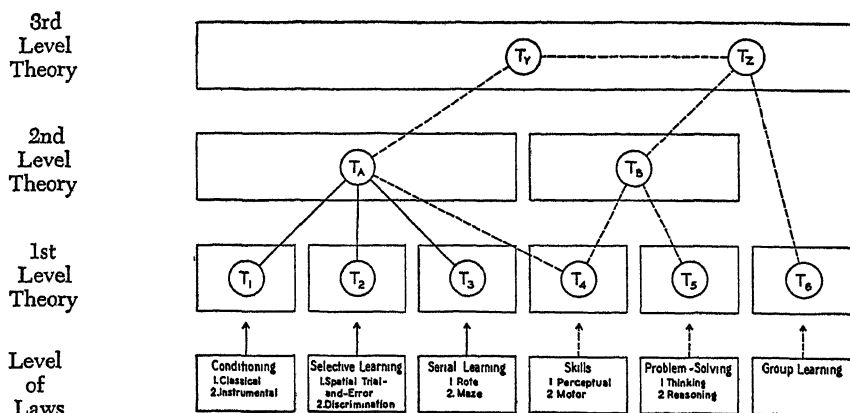 3rd
Level
Theory
T_Y
T_Z
2nd
Level
Theory
T_A
T_B
1st
Level
Theory
T_1
T_2
T_3
T_4
T_5
T_6
Level
of
Laws
Conditioning
1.Classical
2.Instrumental
Selective Learning
1.Spatial Trial-
and-Error
2.Discrimination
Serial Learning
1 Rote
2. Maze
Skills
1 Perceptual
2 Motor
Problem-Solving
1 Thinking
2 Reasoning
Group Learning